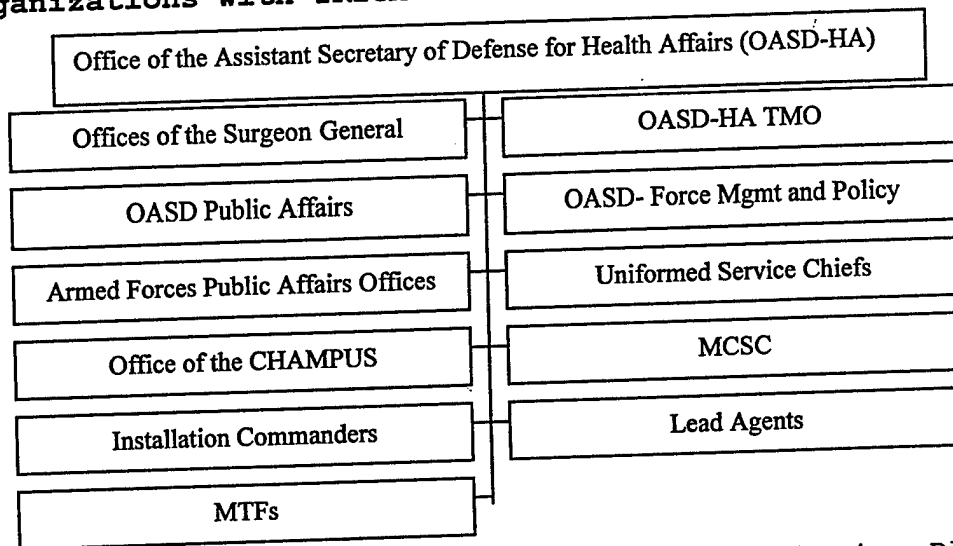 Office of the Assistant Secretary of Defense for Health Affairs (OASD-HA)
Offices of the Surgeon General
OASD-HA TMO
OASD Public Affairs
OASD- Force Mgmt and Policy
Armed Forces Public Affairs Offices
Uniformed Service Chiefs
Office of the CHAMPUS
MCSC
Installation Commanders
Lead Agents
MTFs